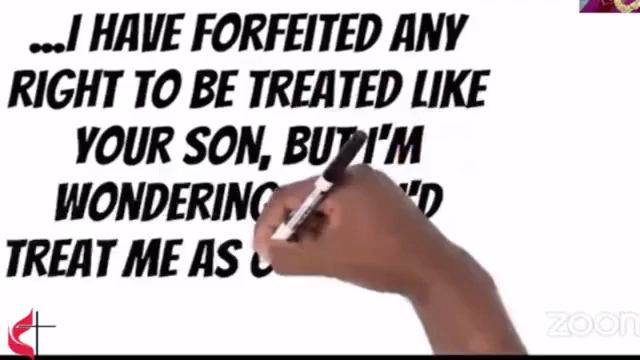 ...I HAVE FORFEITED ANY
RIGHT TO BE TREATED LIKE
YOUR SON, BUT I'M
WONDERING
TREAT ME AS
zoom